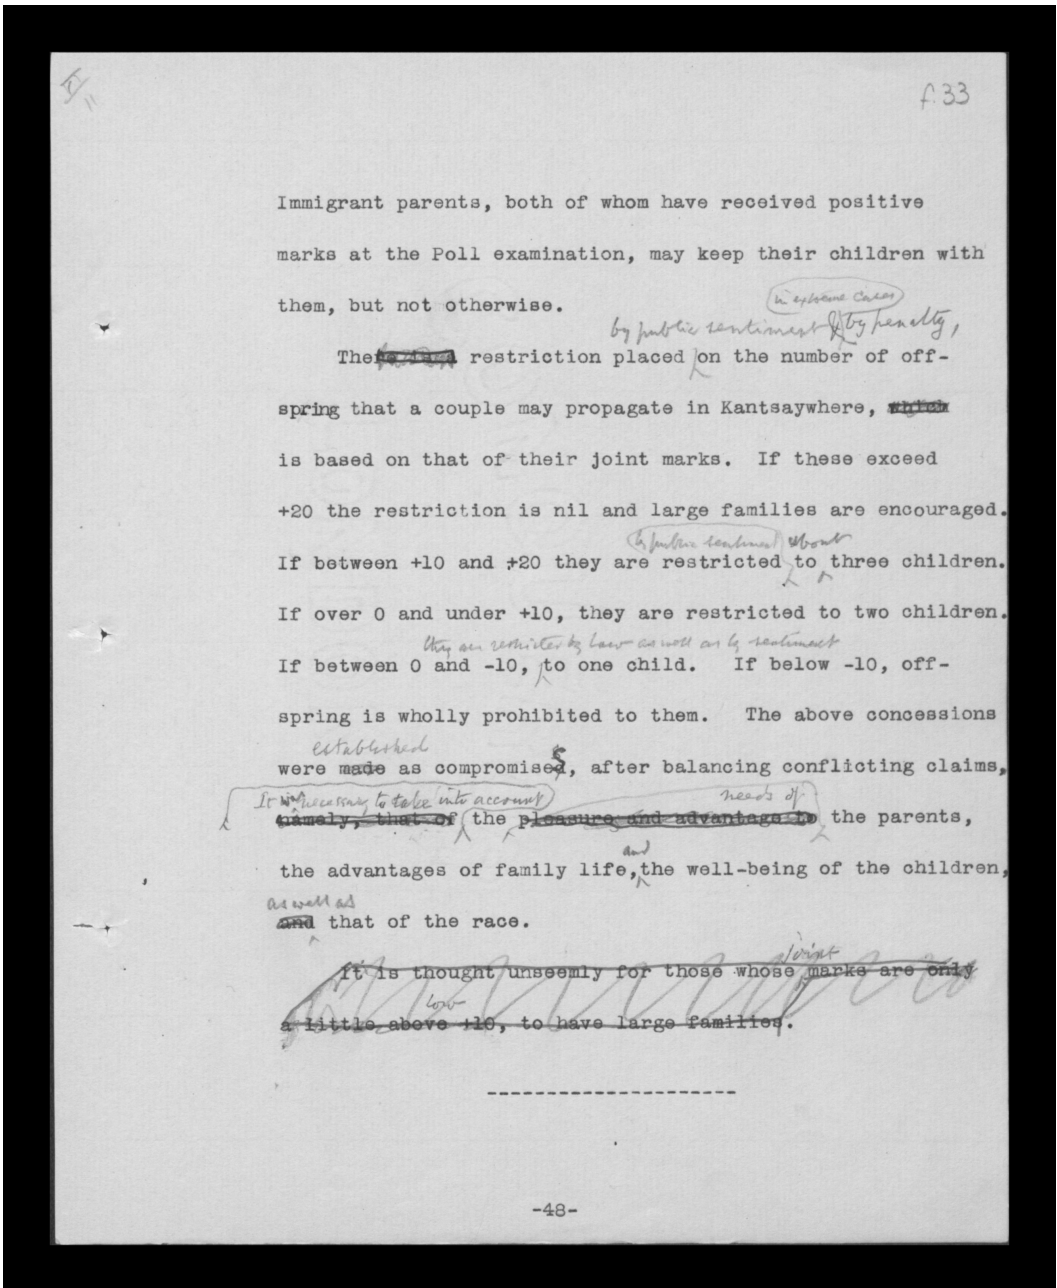 f. 33
Immigrant parents, both of whom have received positive
marks at the Poll examination, may keep their children with
them, but not otherwise.
in extreme cases
by public sentiment & by penalty,
There is a restriction placed on the number of off-
spring that a couple may propagate in Kantsaywhere, which
is based on that of their joint marks. If these exceed
+20 the restriction is nil and large families are encouraged.
by public sentiment about
If between +10 and +20 they are restricted to three children.
If over 0 and under +10, they are restricted to two children.
they are restricted by law as well as by sentiment
If between 0 and -10, to one child. If below -10, off-
spring is wholly prohibited to them. The above concessions
established
were made as compromised, after balancing conflicting claims,
s
It was necessary to take into account needs of
namely, that of the pleasure and advantage to the parents,
and
the advantages of family life, the well-being of the children,
as well as
and that of the race.
joint
It is thought unseemly for those whose marks are only
low
a little above +10, to have large families.
-48-